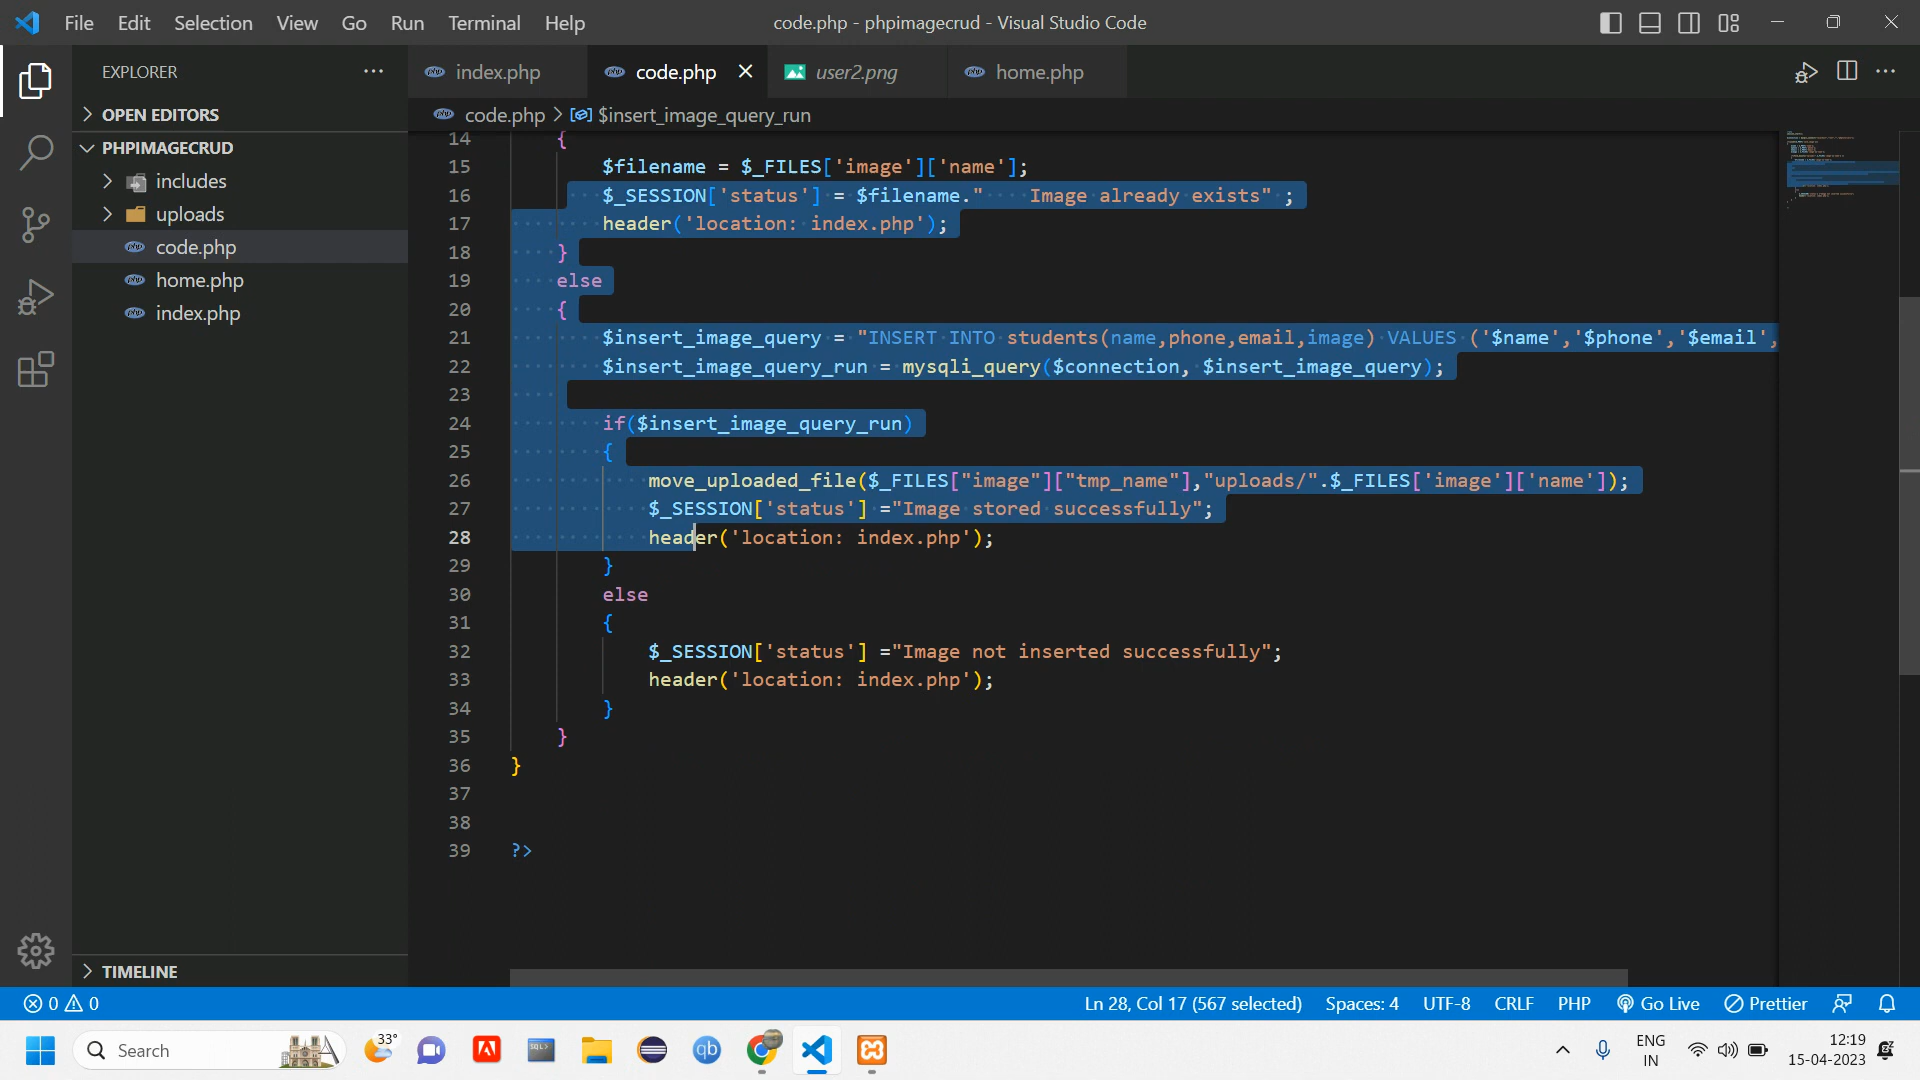 File Edit Selection View Go Run Terminal Help
code.php - phpimagecrud - Visual Studio Code
EXPLORER
index.php
code.php
user2.png
home.php
OPEN EDITORS
code.php > $insert_image_query_run
PHPIMAGECRUD
includes
uploads
code.php
home.php
index.php
14 {
15 $filename = $_FILES['image']['name'];
16 $_SESSION['status'] = $filename."    Image already exists" ;
17 header('location: index.php');
18 }
19 else
20 {
21 $insert_image_query = "INSERT INTO students(name,phone,email,image) VALUES ('$name','$phone','$email',
22 $insert_image_query_run = mysqli_query($connection, $insert_image_query);
23
24 if($insert_image_query_run)
25 {
26 move_uploaded_file($_FILES["image"]["tmp_name"],"uploads/".$_FILES['image']['name']);
27 $_SESSION['status'] ="Image stored successfully";
28 header('location: index.php');
29 }
30 else
31 {
32 $_SESSION['status'] ="Image not inserted successfully";
33 header('location: index.php');
34 }
35 }
36 }
37
38
39 ?>
TIMELINE
0 0
Ln 28, Col 17 (567 selected) Spaces: 4 UTF-8 CRLF PHP Go Live Prettier
Search
33°
SQL>
qb
ENG
IN
12:19
15-04-2023